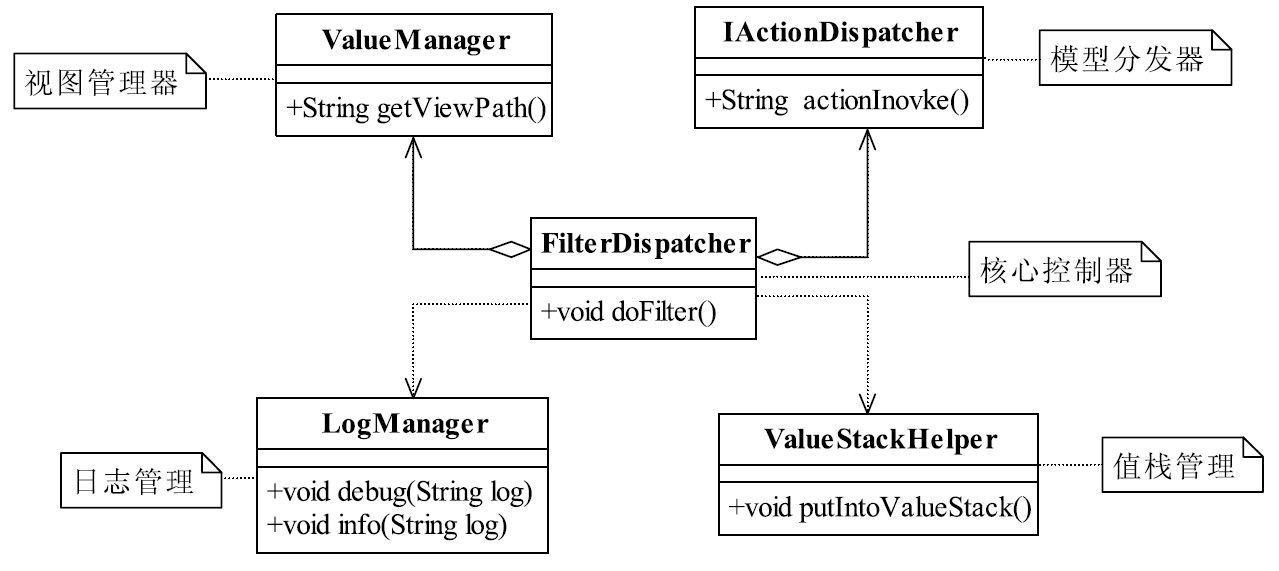 ValueManager
+String getViewPath()
视图管理器
IActionDispatcher
+String actionInovke()
模型分发器
FilterDispatcher
+void doFilter()
核心控制器
LogManager
+void debug(String log)
+void info(String log)
日志管理
ValueStackHelper
+void putIntoValueStack()
值栈管理